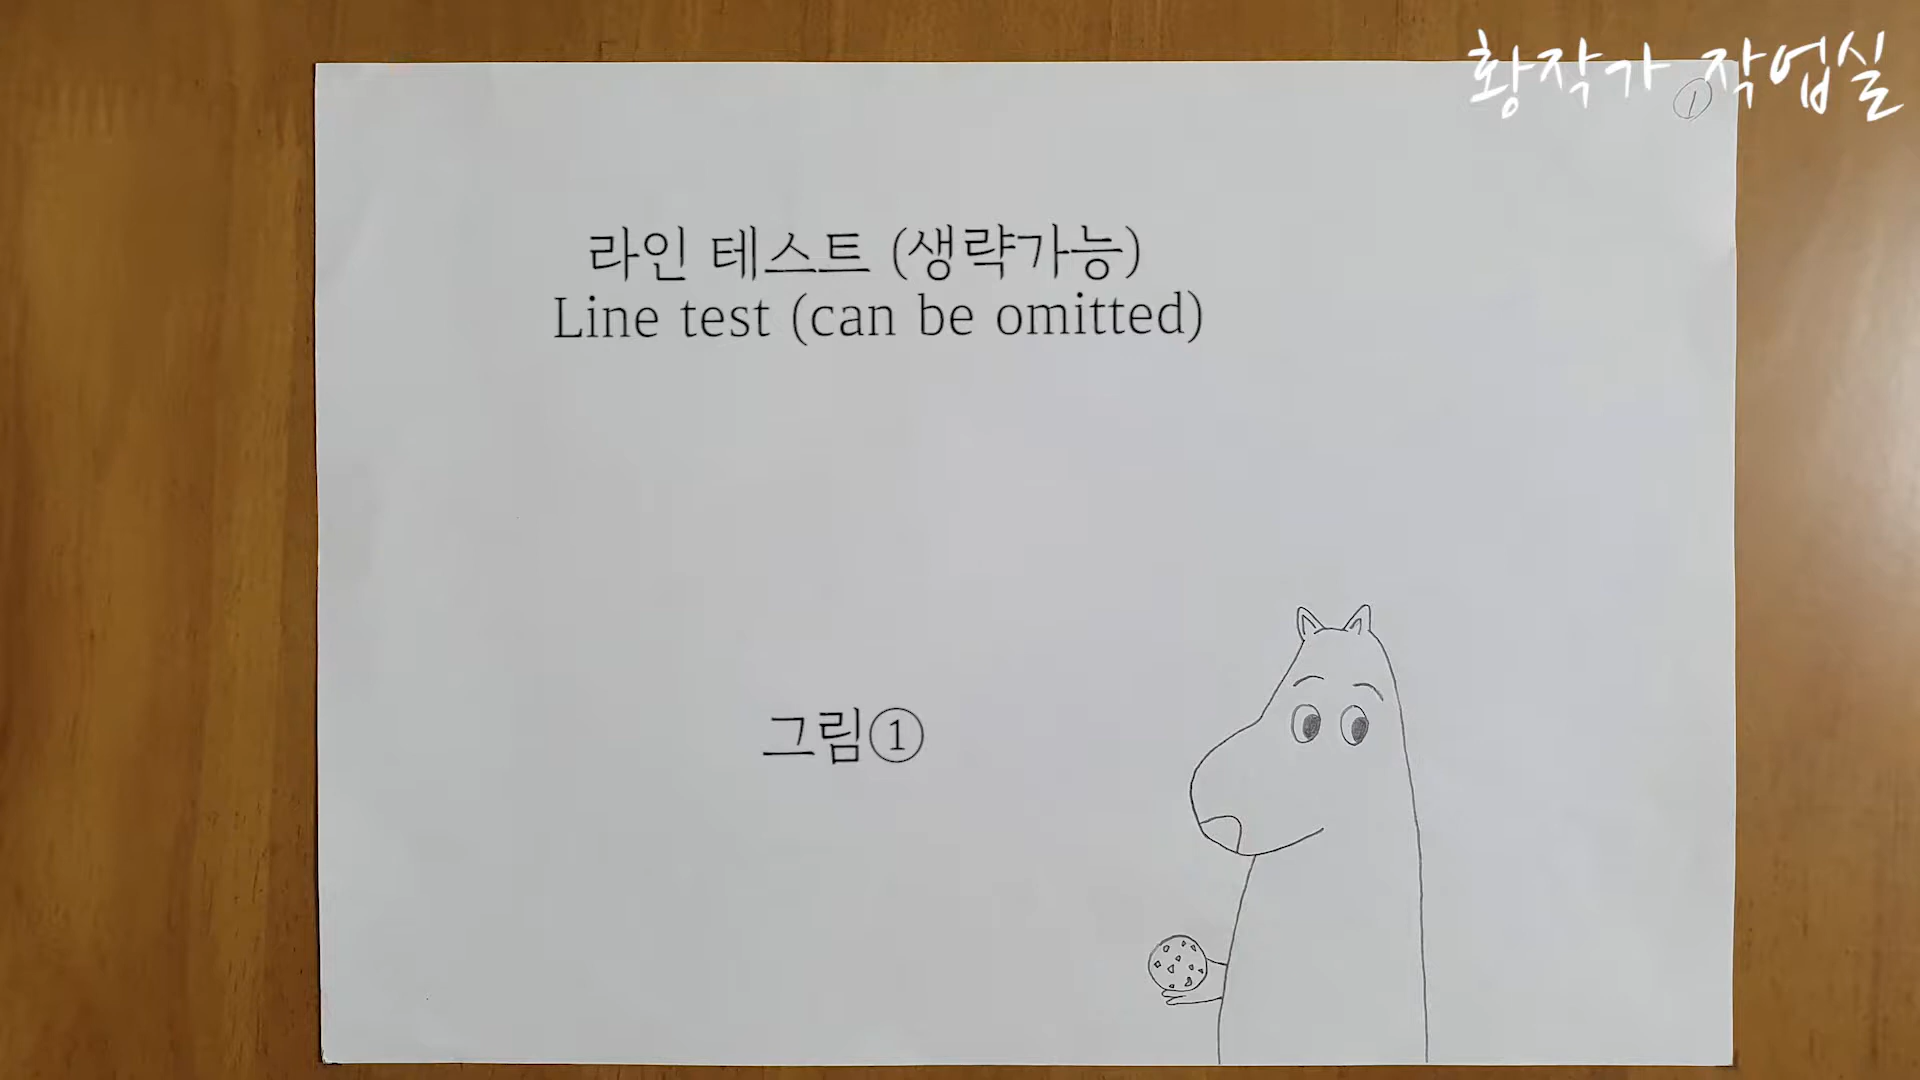 황작가 작업실
①
라인 테스트 (생략가능)
Line test (can be omitted)
그림①